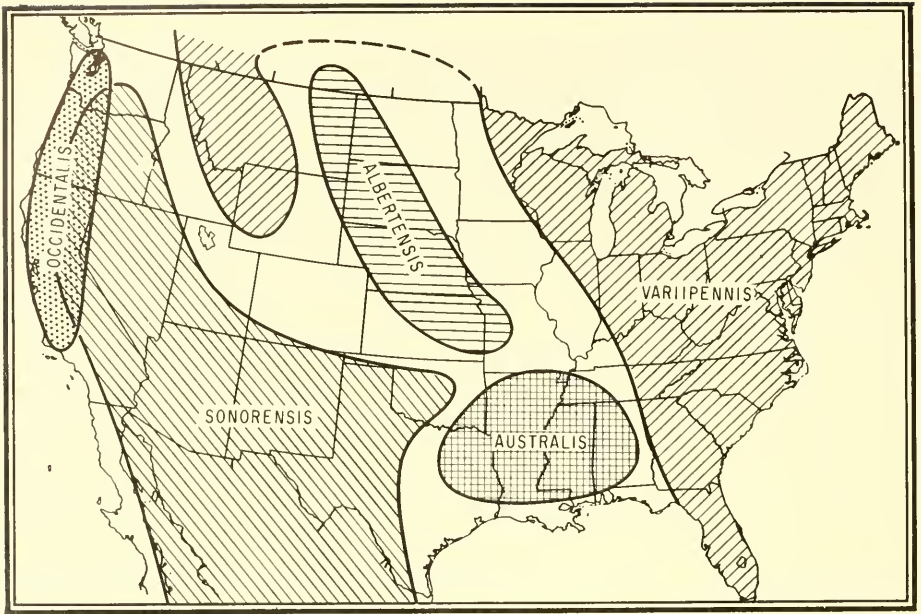 OCCIDENTALIS
ALBERTENSIS
VARIIPENNIS
SONORENSIS
AUSTRALIS